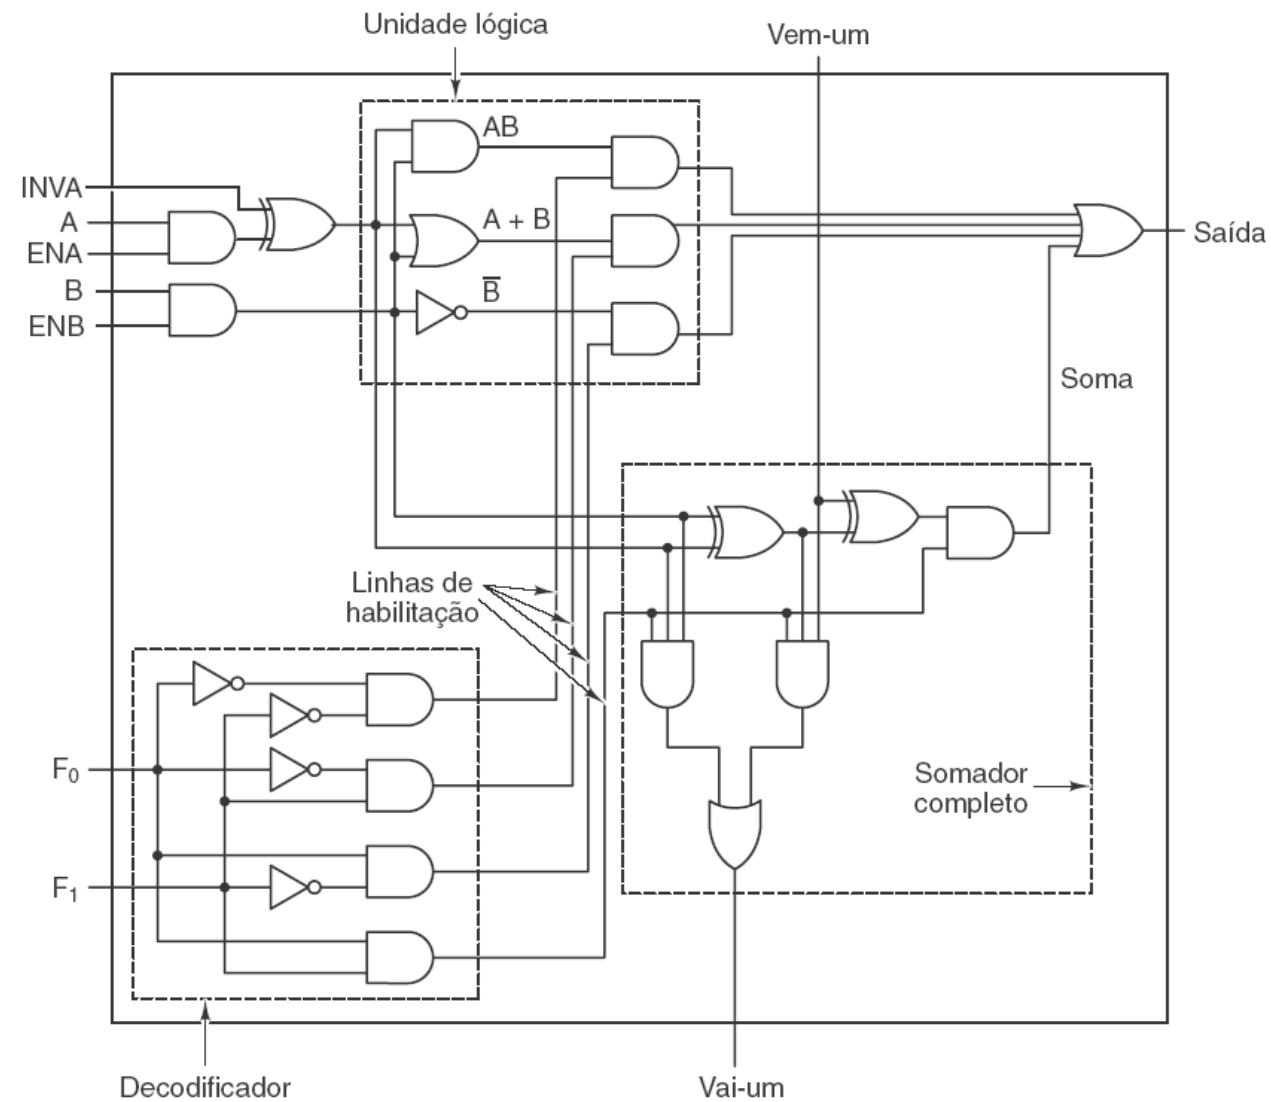 Unidade lógica
Vem-um
INVA
A
ENA
B
ENB
AB
A + B
B̅
Saída
Soma
Linhas de
habilitação
F₀
F₁
Somador
completo
Decodificador
Vai-um